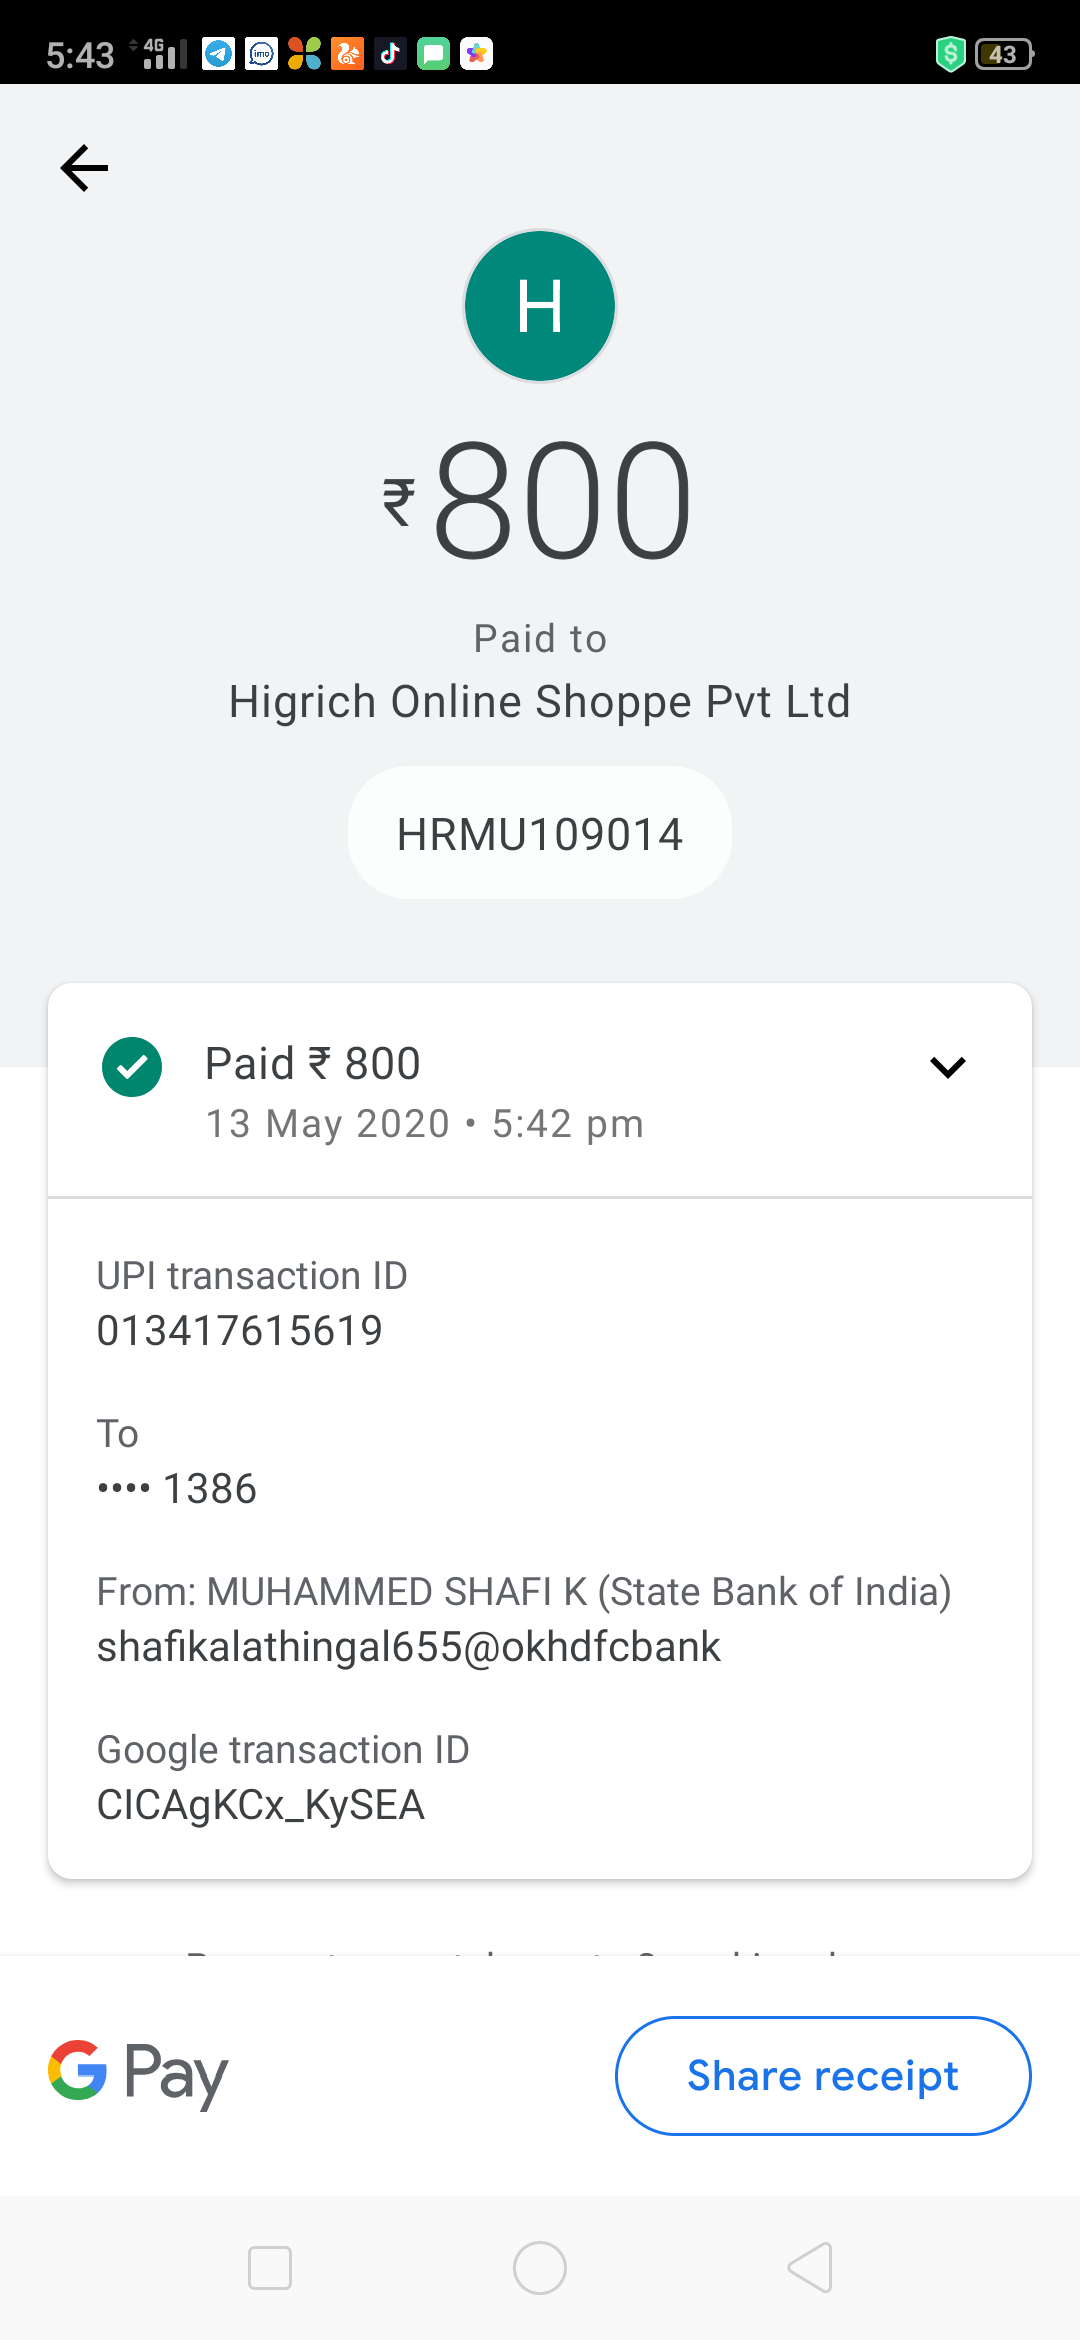 5:43
4G
imo
43
H
₹800
Paid to
Higrich Online Shoppe Pvt Ltd
HRMU109014
Paid ₹ 800
13 May 2020 • 5:42 pm
UPI transaction ID
013417615619
To
•••• 1386
From: MUHAMMED SHAFI K (State Bank of India)
shafikalathingal655@okhdfcbank
Google transaction ID
CICAgKCx_KySEA
G Pay
Share receipt